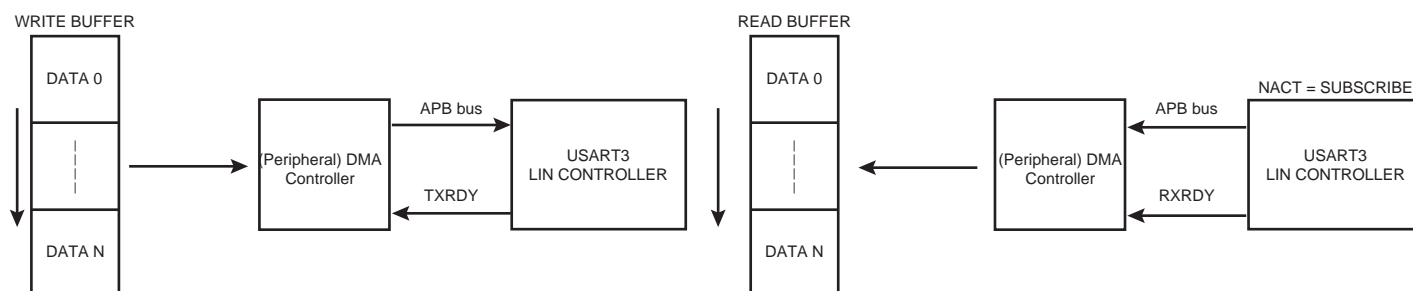 WRITE BUFFER
DATA 0
DATA N
(Peripheral) DMA
Controller
APB bus
TXRDY
USART3
LIN CONTROLLER
READ BUFFER
DATA 0
DATA N
(Peripheral) DMA
Controller
APB bus
RXRDY
NACT = SUBSCRIBE
USART3
LIN CONTROLLER